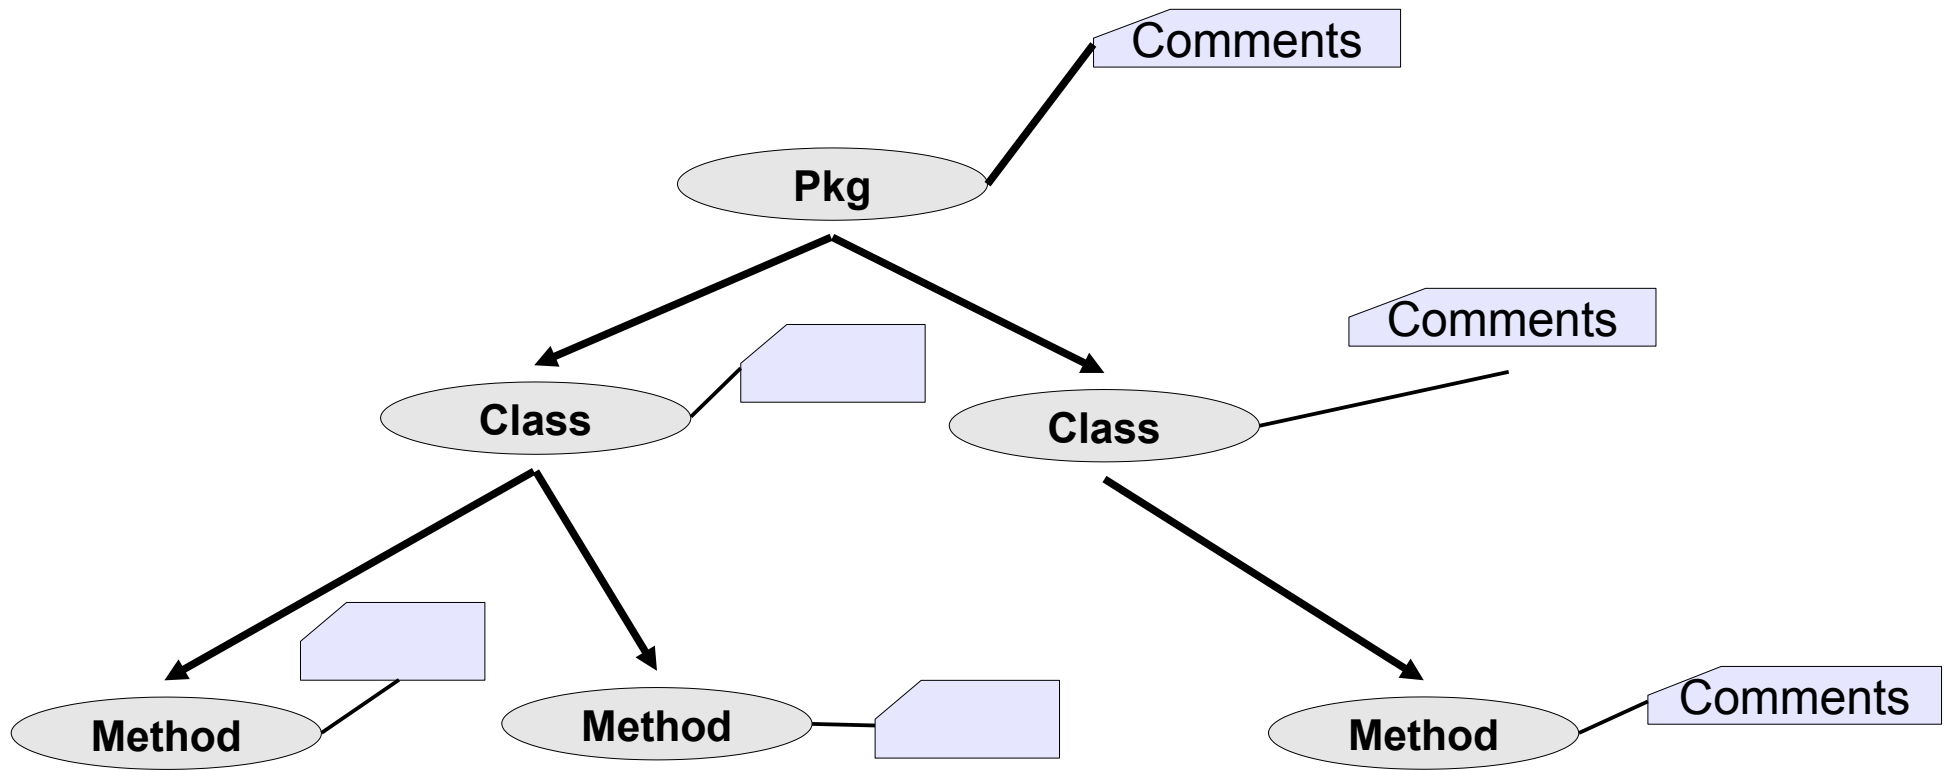 Comments
Pkg
Comments
Class
Class
Comments
Method
Method
Method